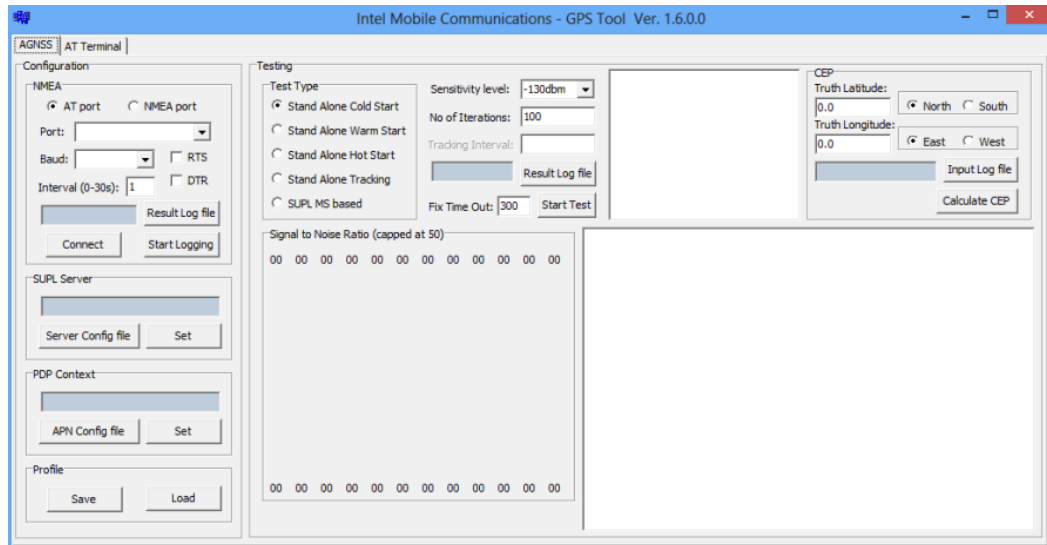 Intel Mobile Communications - GPS Tool Ver. 1.6.0.0
AGNSS
AT Terminal
Configuration
NMEA
AT port
NMEA port
Port:
Baud:
RTS
Interval (0-30s):
1
DTR
Result Log file
Connect
Start Logging
SUPL Server
Server Config file
Set
PDP Context
APN Config file
Set
Profile
Save
Load
Testing
Test Type
Stand Alone Cold Start
Stand Alone Warm Start
Stand Alone Hot Start
Stand Alone Tracking
SUPL MS based
Sensitivity level:
-130dbm
No of Iterations:
100
Tracking Interval:
Result Log file
Fix Time Out:
300
Start Test
CEP
Truth Latitude:
0.0
North
South
Truth Longitude:
0.0
East
West
Input Log file
Calculate CEP
Signal to Noise Ratio (capped at 50)
00 00 00 00 00 00 00 00 00 00 00 00
00 00 00 00 00 00 00 00 00 00 00 00